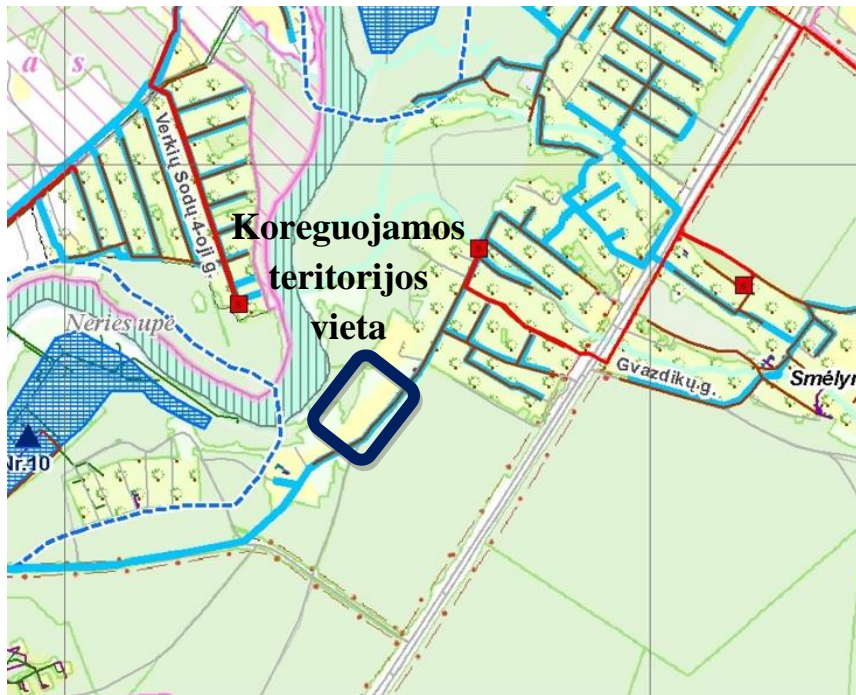 a s
Verkių Sodų 4-oji g.
Koreguojamos
teritorijos
vieta
Neries upė
Gvazdikų g.
Smėlyn
Nr.10